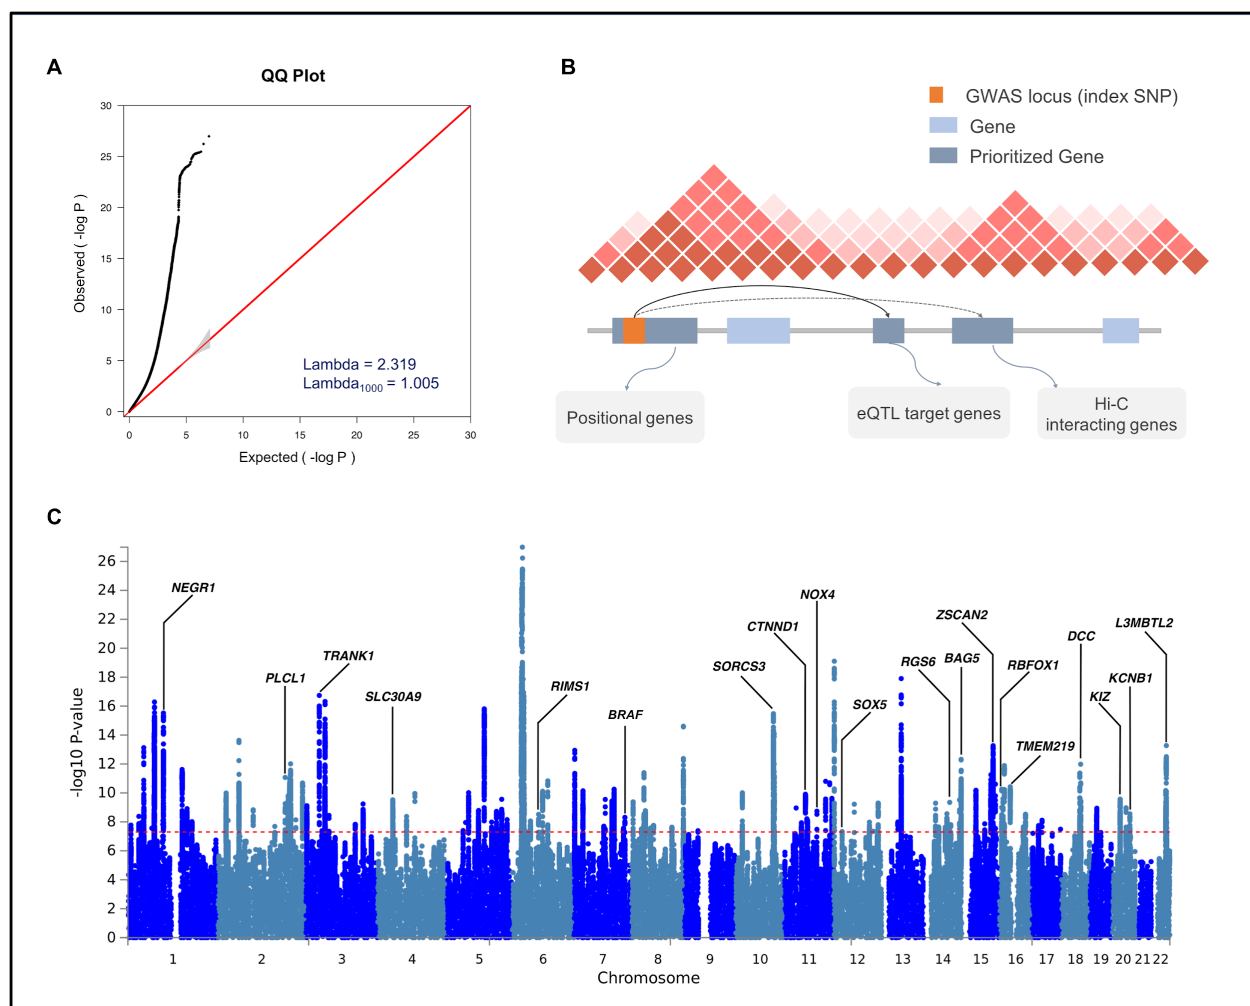 A
QQ Plot
30
25
20
15
10
5
0
Observed ( -log P )
Lambda = 2.319
Lambda1000 = 1.005
0 5 10 15 20 25 30
Expected ( -log P )
B
GWAS locus (index SNP)
Gene
Prioritized Gene
Positional genes
eQTL target genes
Hi-C
interacting genes
C
26
24
22
20
18
16
14
12
10
8
6
4
2
0
-log10 P-value
NEGR1
PLCL1
TRANK1
SLC30A9
RIMS1
BRAF
SORCS3
CTNND1
NOX4
SOX5
RGS6
BAG5
ZSCAN2
RBFOX1
TMEM219
DCC
KIZ
KCNB1
L3MBTL2
1 2 3 4 5 6 7 8 9 10 11 12 13 14 15 16 17 18 19 20 21 22
Chromosome